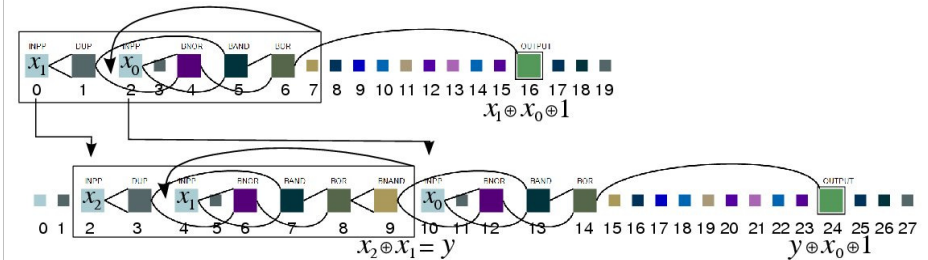 INPP DUP INPP BNOR BAND BOR OUTPUT
x₁ x₀
0 1 2 3 4 5 6 7 8 9 10 11 12 13 14 15 16 17 18 19
x₁⊕x₀⊕1
INPP DUP INPP BNOR BAND BOR BNAND INPP BNOR BAND BOR OUTPUT
x₂ x₁ x₀
0 1 2 3 4 5 6 7 8 9 10 11 12 13 14 15 16 17 18 19 20 21 22 23 24 25 26 27
x₂⊕x₁= y y⊕x₀⊕1